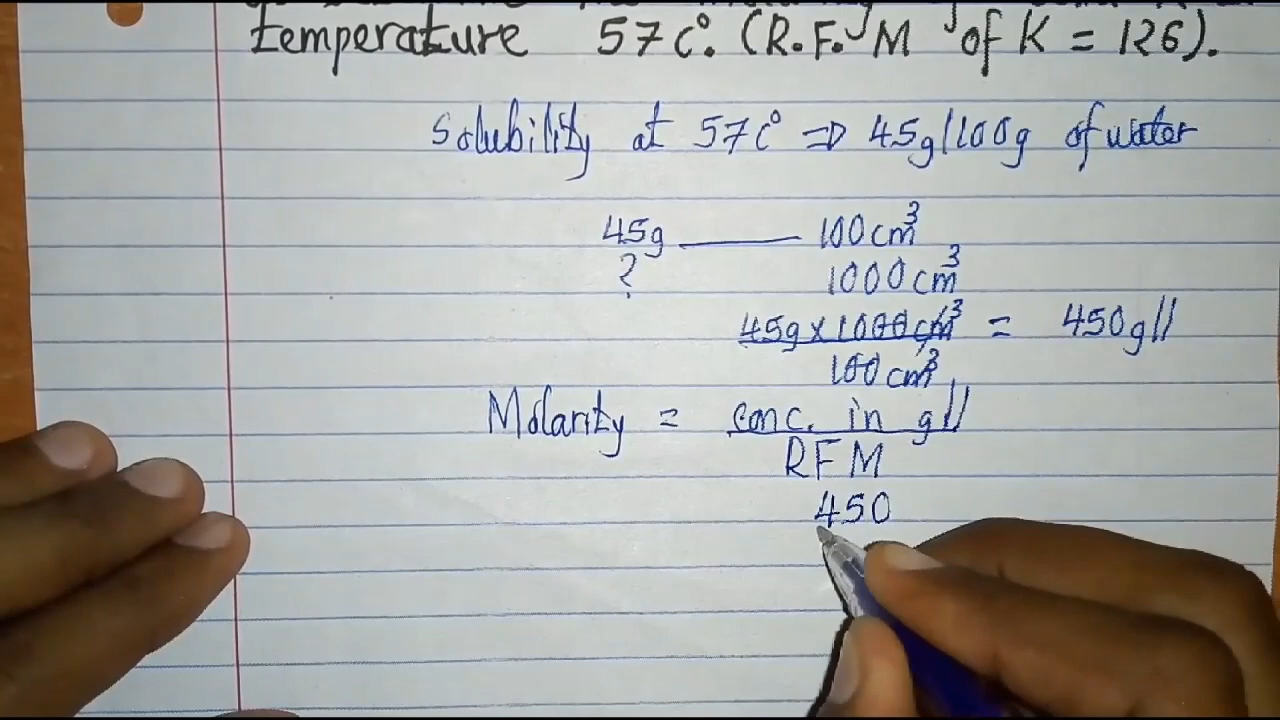 temperature 57c°. (R.F.M of K = 126).
Solubility at 57c° => 45g/100g of water
45g ——— 100cm³
? 1000cm³
45g x 1000cm³ = 450g/l
100cm³
Molarity = conc. in g/l
RFM
450